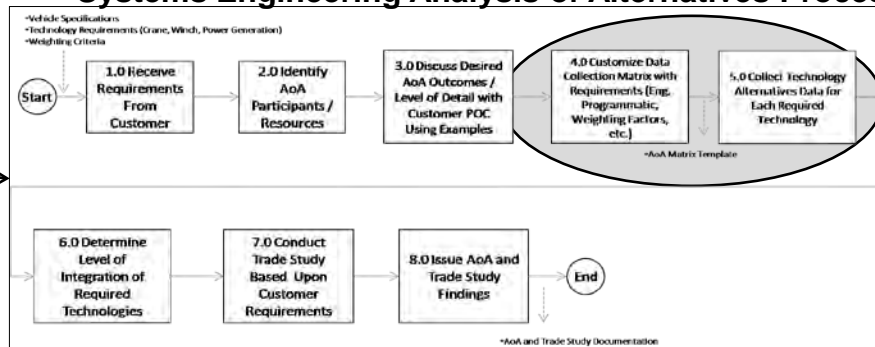 Systems Engineering Analysis of Alternatives Proces
•Vehicle Specifications
•Technology Requirements (Crane, Winch, Power Generation)
•Weighting Criteria
Start
1.0 Receive
Requirements
From
Customer
2.0 Identify
AoA
Participants /
Resources
3.0 Discuss Desired
AoA Outcomes /
Level of Detail with
Customer POC
Using Examples
4.0 Customize Data
Collection Matrix with
Requirements (Eng.
Programmatic,
Weighting Factors,
etc.)
•AoA Matrix Template
5.0 Collect Technology
Alternatives Data for
Each Required
Technology
6.0 Determine
Level of
Integration of
Required
Technologies
7.0 Conduct
Trade Study
Based Upon
Customer
Requirements
8.0 Issue AoA and
Trade Study
Findings
End
•AoA and Trade Study Documentation